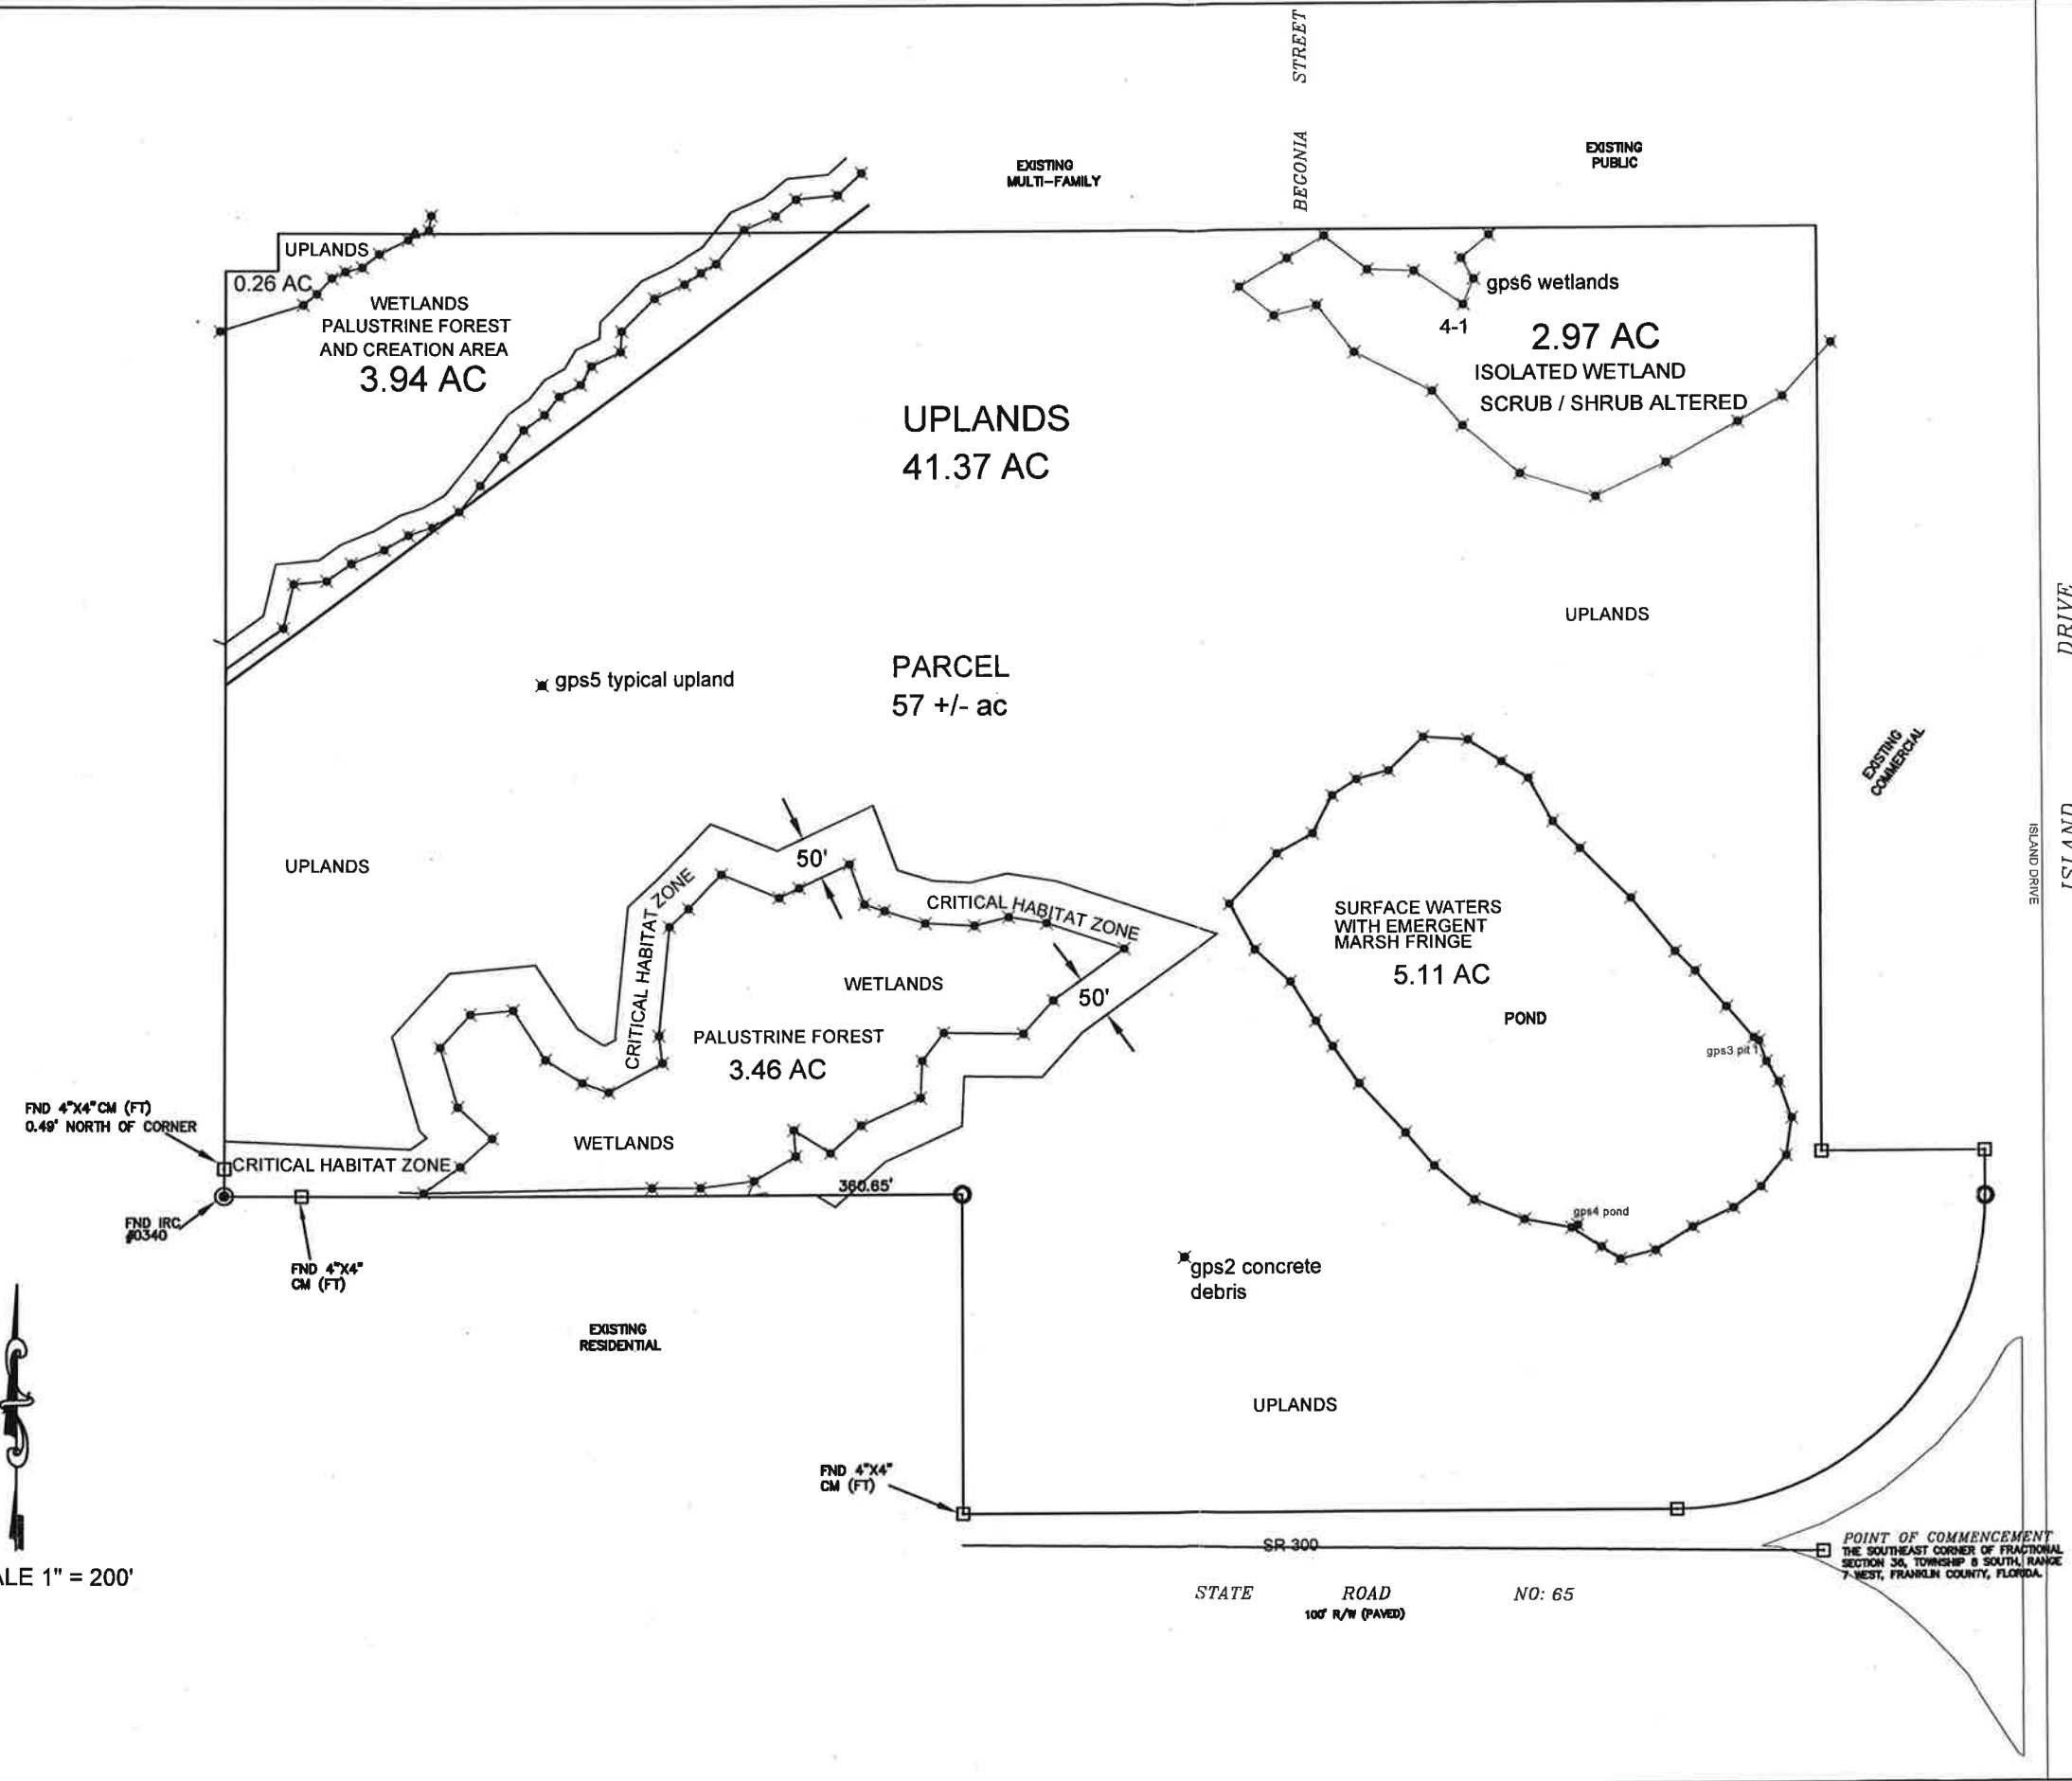 BEGONIA STREET
EXISTING
MULTI-FAMILY
EXISTING
PUBLIC
UPLANDS
0.26 AC
WETLANDS
PALUSTRINE FOREST
AND CREATION AREA
3.94 AC
gps6 wetlands
4-1
2.97 AC
ISOLATED WETLAND
SCRUB / SHRUB ALTERED
UPLANDS
41.37 AC
UPLANDS
ISLAND DRIVE
gps5 typical upland
PARCEL
57 +/- ac
EXISTING
COMMERCIAL
ISLAND DRIVE
UPLANDS
50'
CRITICAL HABITAT ZONE
CRITICAL HABITAT ZONE
SURFACE WATERS
WITH EMERGENT
MARSH FRINGE
5.11 AC
WETLANDS
50'
POND
PALUSTRINE FOREST
3.46 AC
gps3 pit 1
FND 4"X4" CM (FT)
0.49' NORTH OF CORNER
WETLANDS
CRITICAL HABITAT ZONE
360.65'
gps4 pond
FND IRC
#0340
FND 4"X4"
CM (FT)
gps2 concrete
debris
EXISTING
RESIDENTIAL
UPLANDS
FND 4"X4"
CM (FT)
SR 300
POINT OF COMMENCEMENT
THE SOUTHEAST CORNER OF FRACTIONAL
SECTION 36, TOWNSHIP 8 SOUTH, RANGE
7 WEST, FRANKLIN COUNTY, FLORIDA.
ALE 1" = 200'
STATE ROAD NO: 65
100' R/W (PAVED)